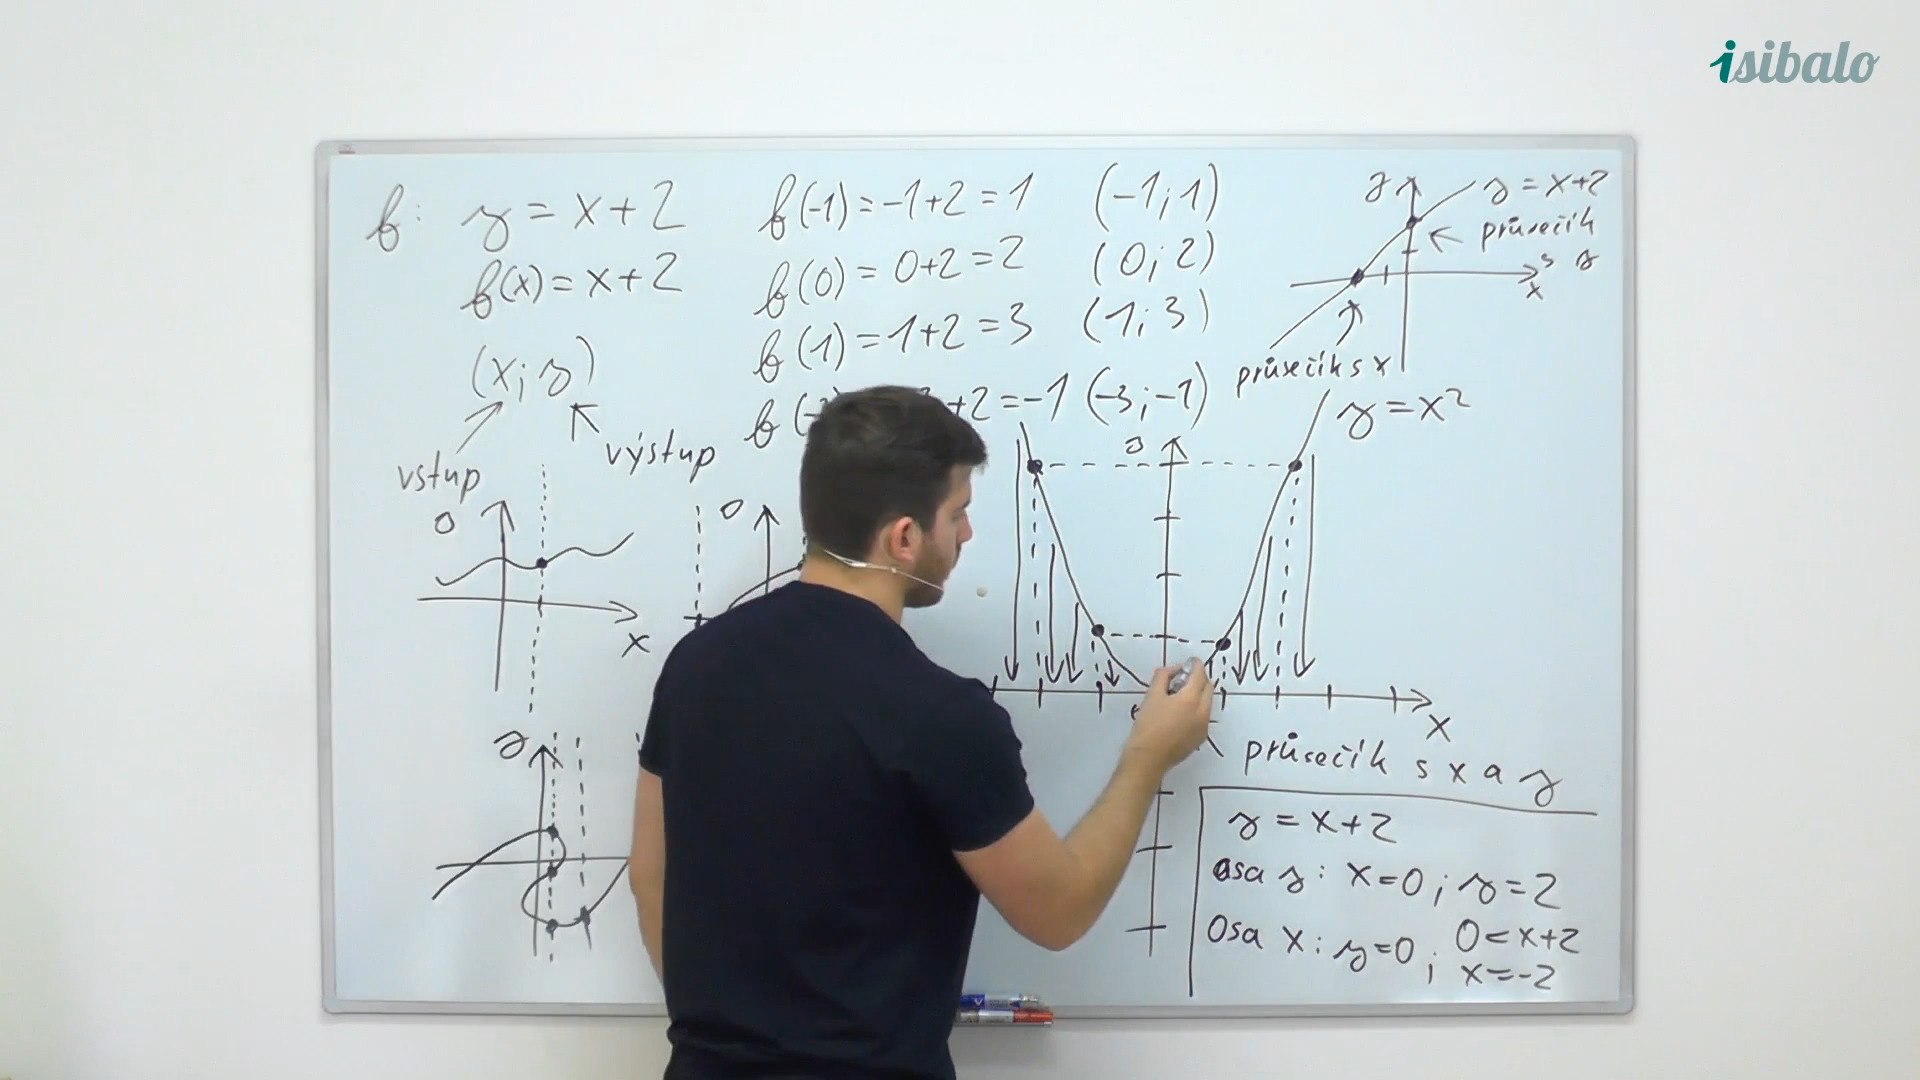 isibalo
f: y = x+2
f(x) = x+2
(x; y)
vstup
výstup
f(-1) = -1+2 = 1 (-1; 1)
f(0) = 0+2 = 2 (0; 2)
f(1) = 1+2 = 3 (1; 3)
+2 = -1 (-3; -1)
y
y = x+2
průsečík
s y
x
průsečík s x
y = x²
y
x
průsečík s x a y
y
x
y
y
y = x+2
osa y: x=0; y=2
osa x: y=0; 0=x+2
x=-2